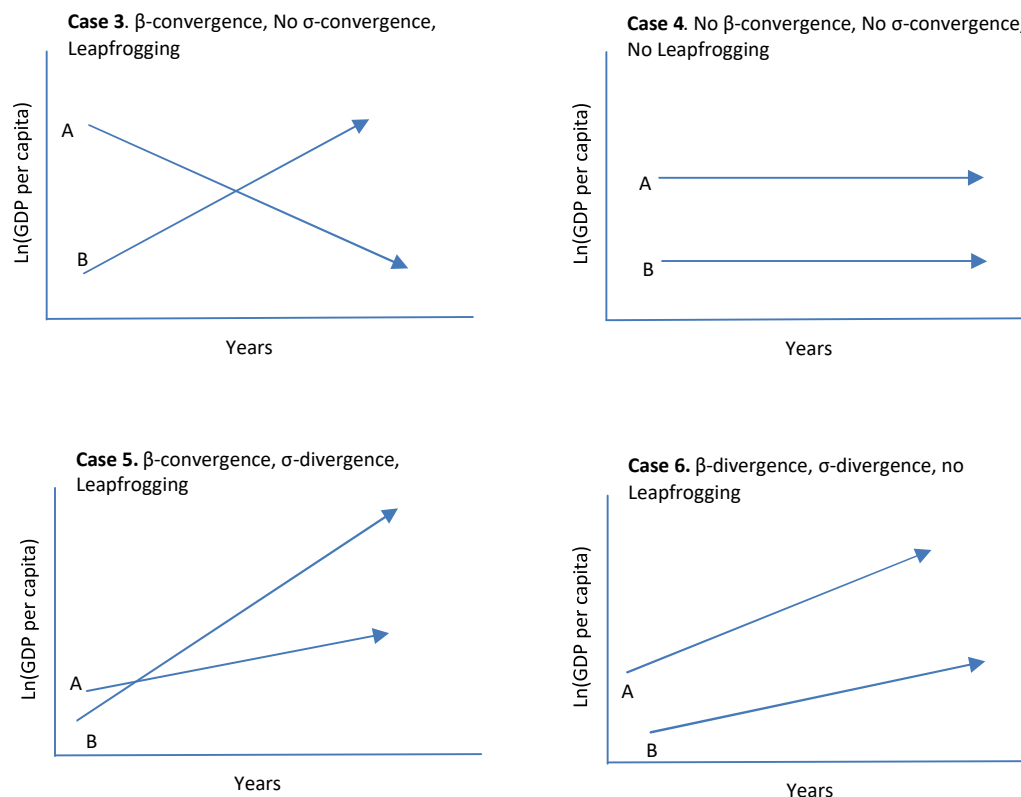 Case 3. β-convergence, No σ-convergence,
Leapfrogging
Ln(GDP per capita)
A
B
Years
Case 4. No β-convergence, No σ-convergence,
No Leapfrogging
Ln(GDP per capita)
A
B
Years
Case 5. β-convergence, σ-divergence,
Leapfrogging
Ln(GDP per capita)
A
B
Years
Case 6. β-divergence, σ-divergence, no
Leapfrogging
Ln(GDP per capita)
A
B
Years